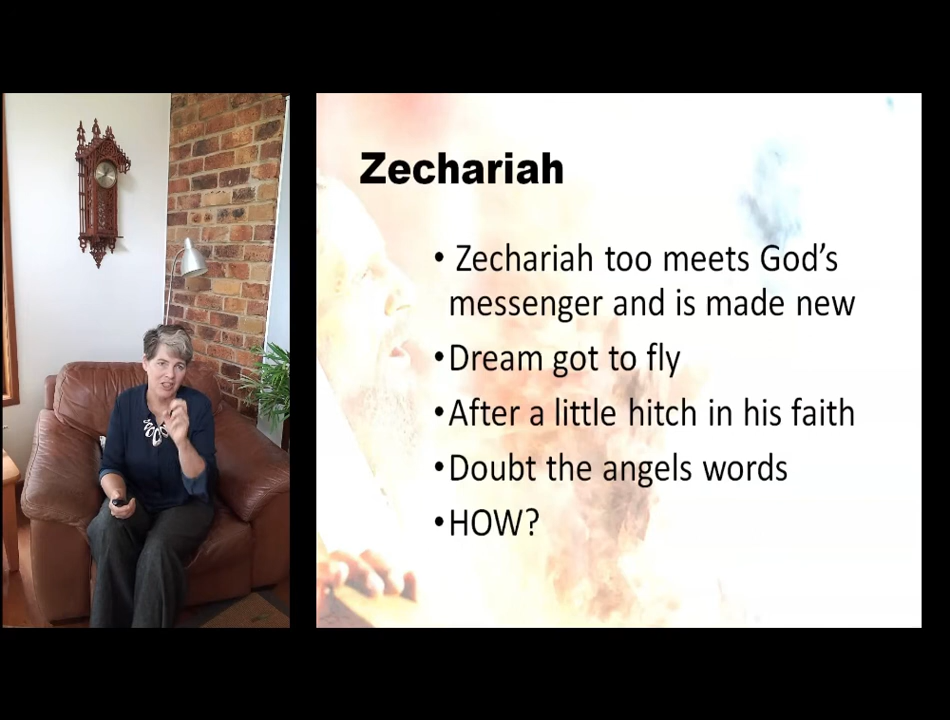 Zechariah
• Zechariah too meets God’s
messenger and is made new
•Dream got to fly
•After a little hitch in his faith
•Doubt the angels words
•HOW?